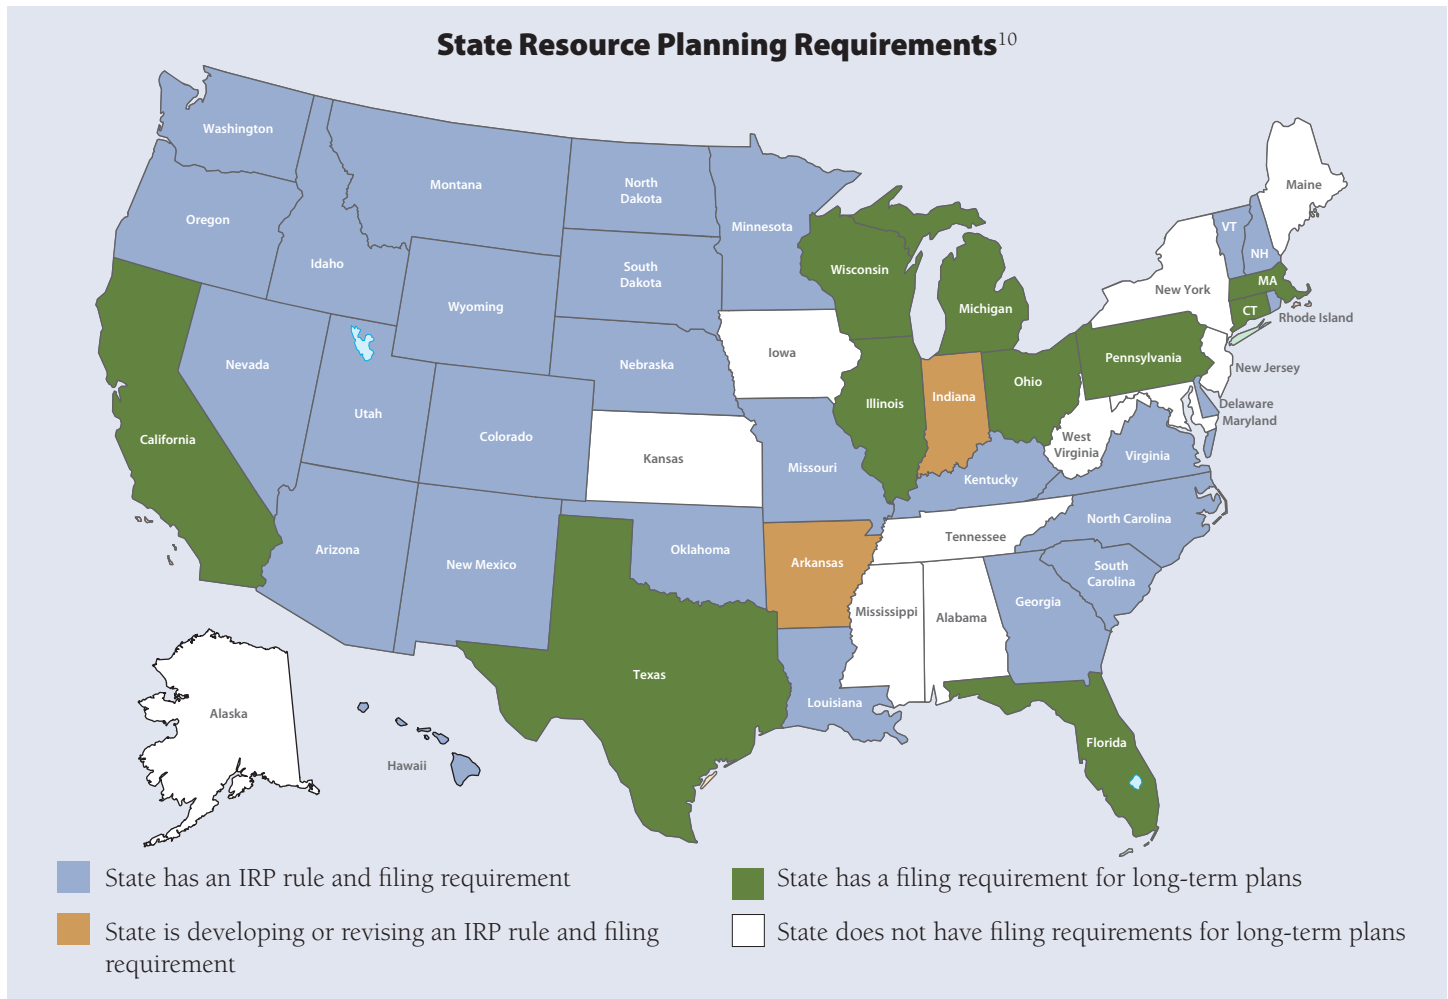 State Resource Planning Requirements10
Washington
Oregon
Idaho
Montana
North
Dakota
Minnesota
South
Dakota
Wyoming
Wisconsin
Michigan
Maine
VT
NH
New York
MA
CT
Rhode Island
California
Nevada
Utah
Colorado
Nebraska
Iowa
Illinois
Indiana
Ohio
Pennsylvania
New Jersey
Delaware
Maryland
West
Virginia
Virginia
Kansas
Missouri
Kentucky
North Carolina
Tennessee
South
Carolina
Arizona
New Mexico
Oklahoma
Arkansas
Mississippi
Alabama
Georgia
Texas
Louisiana
Florida
Alaska
Hawaii
State has an IRP rule and filing requirement
State is developing or revising an IRP rule and filing
requirement
State has a filing requirement for long-term plans
State does not have filing requirements for long-term plans